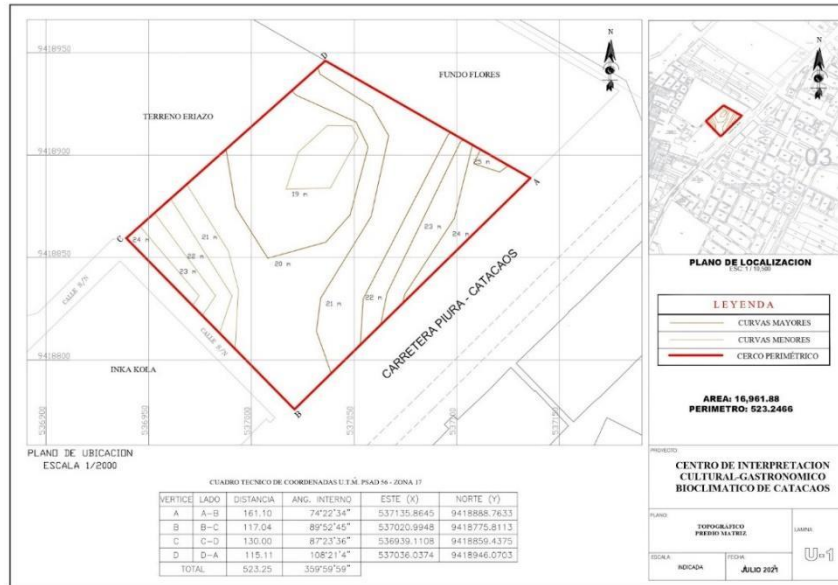 9418950
9418900
9418850
9418800
536900
536950
537000
537050
537100
537150
N
D
FUNDO FLORES
TERRENO ERIAZO
A
C
B
25 m
19 m
23 m
24 m
24 m
21 m
22 m
23 m
20 m
21 m
22 m
CALLE S/N
CALLE S/N
CARRETERA PIURA - CATACAOS
INKA KOLA
PLANO DE UBICACION
ESCALA 1/2000
CUADRO TECNICO DE COORDENADAS U.T.M. PSAD 56 - ZONA 17
VERTICE LADO DISTANCIA ANG. INTERNO ESTE (X) NORTE (Y)
A A-B 161.10 74°22'34" 537135.8645 9418888.7633
B B-C 117.04 89°52'45" 537020.9948 9418775.8113
C C-D 130.00 87°23'36" 536939.1108 9418859.4375
D D-A 115.11 108°21'4" 537036.0374 9418946.0703
TOTAL 523.25 359°59'59"
N
03
PLANO DE LOCALIZACION
ESC: 1 / 10,500
LEYENDA
CURVAS MAYORES
CURVAS MENORES
CERCO PERIMÉTRICO
AREA: 16,961.88
PERIMETRO: 523.2466
PROYECTO:
CENTRO DE INTERPRETACION
CULTURAL-GASTRONOMICO
BIOCLIMATICO DE CATACAOS
PLANO:
TOPOGRÁFICO
PREDIO MATRIZ
LAMINA:
U-1
ESCALA:
INDICADA
FECHA:
JULIO 2021